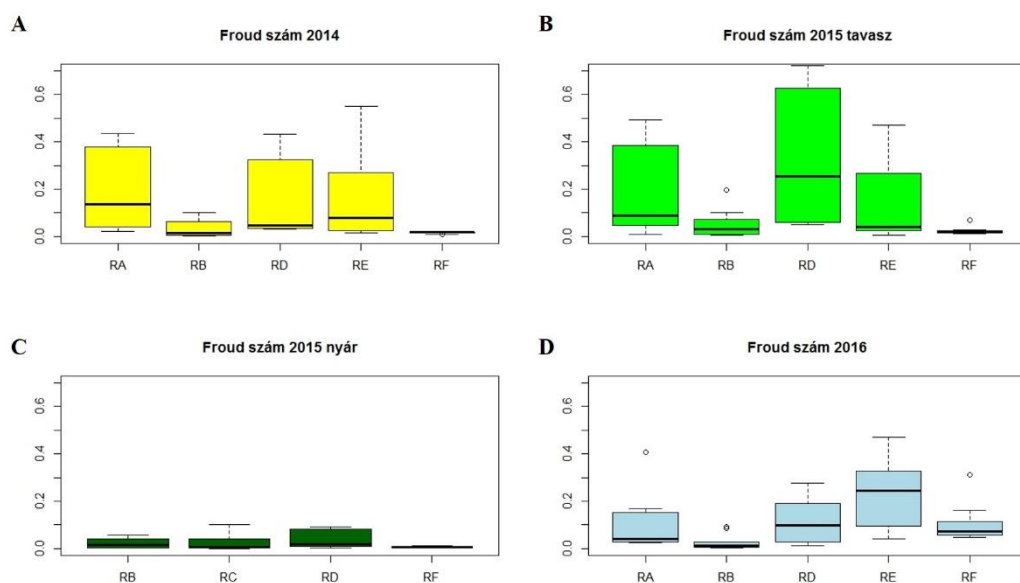 A
Froud szám 2014
0.6
0.4
0.2
0.0
RA RB RD RE RF
B
Froud szám 2015 tavasz
0.6
0.4
0.2
0.0
RA RB RD RE RF
C
Froud szám 2015 nyár
0.6
0.4
0.2
0.0
RB RC RD RF
D
Froud szám 2016
0.6
0.4
0.2
0.0
RA RB RD RE RF